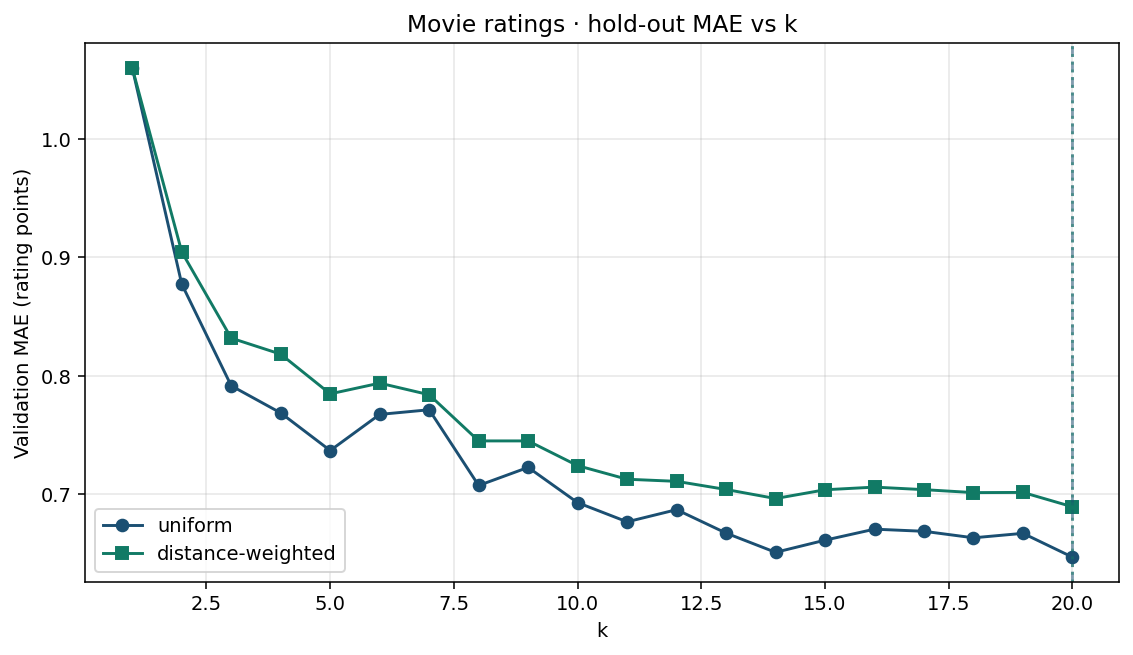 Movie ratings · hold-out MAE vs k
Validation MAE (rating points)
1.0
0.9
0.8
0.7
uniform
distance-weighted
2.5 5.0 7.5 10.0 12.5 15.0 17.5 20.0
k